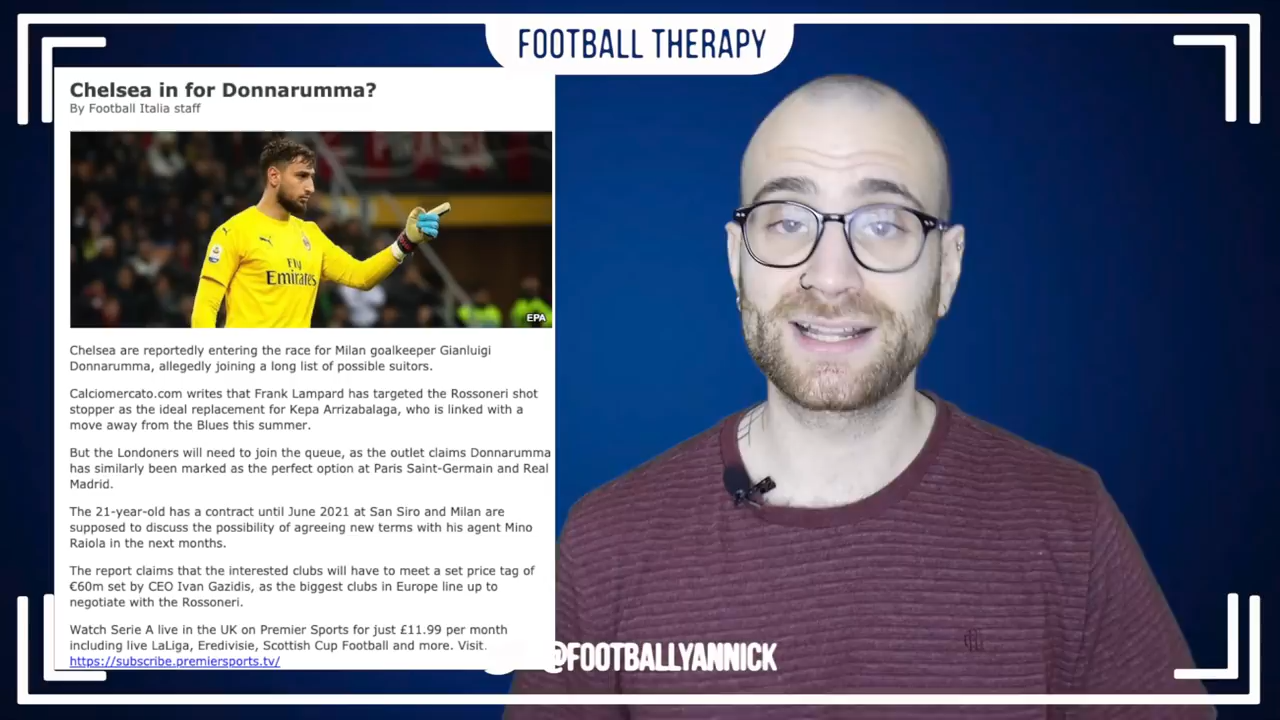 FOOTBALL THERAPY
Chelsea in for Donnarumma?
By Football Italia staff
Fly
Emirates
EPA
Chelsea are reportedly entering the race for Milan goalkeeper Gianluigi
Donnarumma, allegedly joining a long list of possible suitors.
Calciomercato.com writes that Frank Lampard has targeted the Rossoneri shot
stopper as the ideal replacement for Kepa Arrizabalaga, who is linked with a
move away from the Blues this summer.
But the Londoners will need to join the queue, as the outlet claims Donnarumma
has similarly been marked as the perfect option at Paris Saint-Germain and Real
Madrid.
The 21-year-old has a contract until June 2021 at San Siro and Milan are
supposed to discuss the possibility of agreeing new terms with his agent Mino
Raiola in the next months.
The report claims that the interested clubs will have to meet a set price tag of
€60m set by CEO Ivan Gazidis, as the biggest clubs in Europe line up to
negotiate with the Rossoneri.
Watch Serie A live in the UK on Premier Sports for just £11.99 per month
including live LaLiga, Eredivisie, Scottish Cup Football and more. Visit.
https://subscribe.premiersports.tv/
@FOOTBALLYANNICK